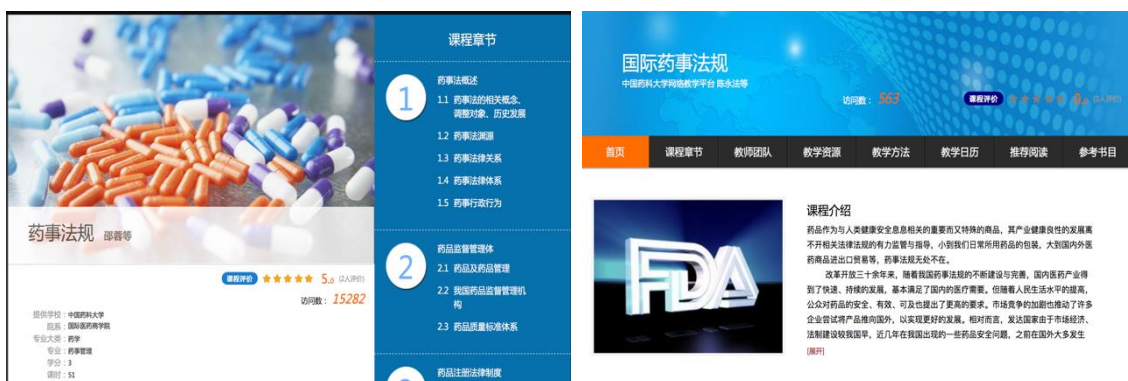 药事法规 邵蓉等
课程评价 5.0 (2人评价)
访问数：15282
提供学校：中国药科大学
院系：国际医药商学院
专业大类：药学
专业：药事管理
学分：3
课时：51
课程章节
1
药事法概述
1.1 药事法的相关概念、
调整对象、历史发展
1.2 药事法渊源
1.3 药事法律关系
1.4 药事法律体系
1.5 药事行政行为
2
药品监督管理体
2.1 药品及药品管理
2.2 我国药品监督管理机
构
2.3 药品质量标准体系
药品注册法律制度
国际药事法规
中国药科大学网络教学平台 陈永法等
访问数：563
课程评价 0.0 (0人评价)
首页 课程章节 教师团队 教学资源 教学方法 教学日历 推荐阅读 参考书目
FDA
课程介绍
药品作为与人类健康安全息息相关的重要而又特殊的商品，其产业健康良性的发展离
不开相关法律法规的有力监管与指导，小到我们日常所用药品的包装，大到国内外医
药商品进出口贸易等，药事法规无处不在。
改革开放三十余年来，随着我国药事法规的不断建设与完善，国内医药产业得
到了快速、持续的发展，基本满足了国内的医疗需要。但随着人民生活水平的提高，
公众对药品的安全、有效、可及也提出了更高的要求。市场竞争的加剧也推动了许多
企业尝试将产品推向国外，以实现更好的发展。相对而言，发达国家由于市场经济、
法制建设较我国早，近几年在我国出现的一些药品安全问题，之前在国外大多发生
[展开]